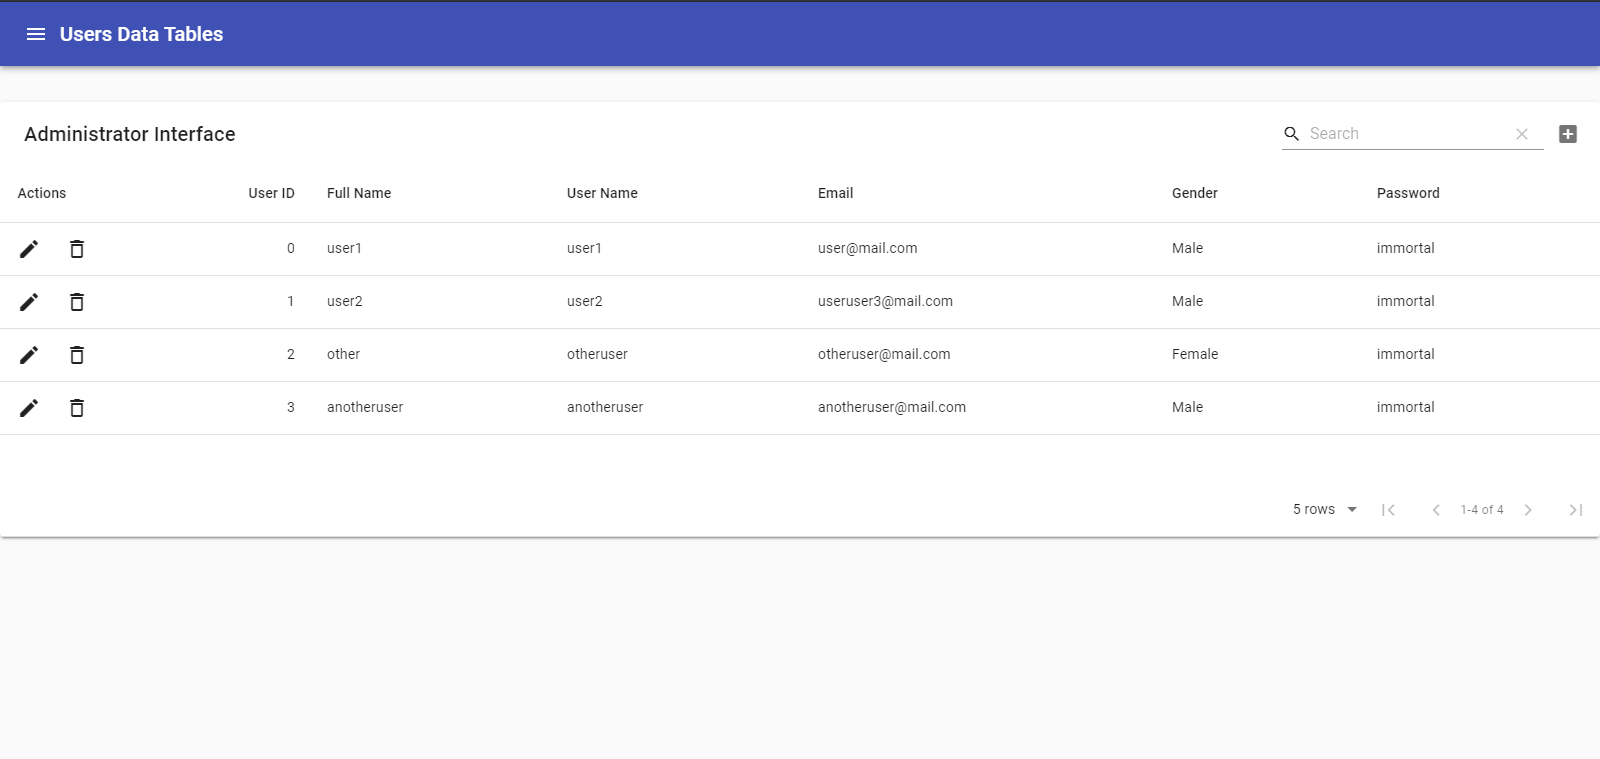 Users Data Tables
Administrator Interface
Search
Actions User ID Full Name User Name Email Gender Password
0 user1 user1 user@mail.com Male immortal
1 user2 user2 useruser3@mail.com Male immortal
2 other otheruser otheruser@mail.com Female immortal
3 anotheruser anotheruser anotheruser@mail.com Male immortal
5 rows 1-4 of 4